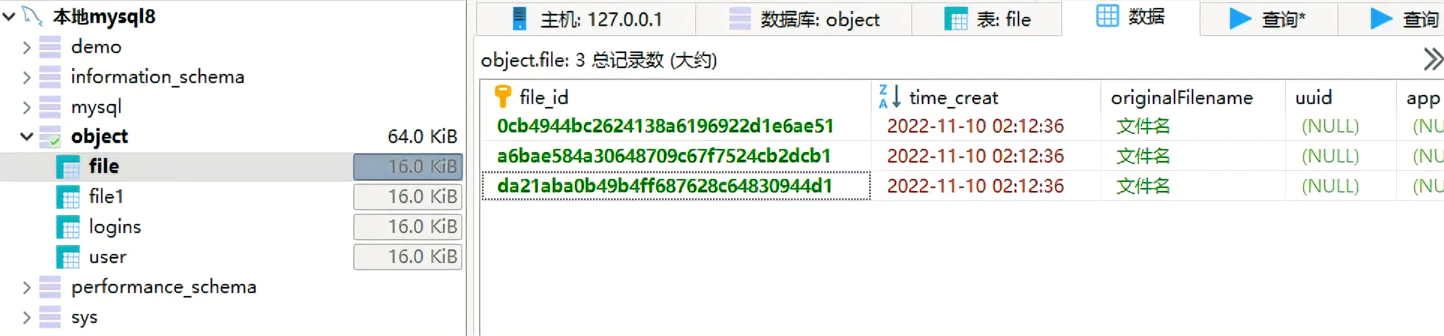 本地mysql8
demo
information_schema
mysql
object 64.0 KiB
file 16.0 KiB
file1 16.0 KiB
logins 16.0 KiB
user 16.0 KiB
performance_schema
sys
主机: 127.0.0.1 数据库: object 表: file 数据 查询* 查询
object.file: 3 总记录数 (大约)
file_id time_creat originalFilename uuid app
0cb4944bc2624138a6196922d1e6ae51 2022-11-10 02:12:36 文件名 (NULL) (NU
a6bae584a30648709c67f7524cb2dcb1 2022-11-10 02:12:36 文件名 (NULL) (NU
da21aba0b49b4ff687628c64830944d1 2022-11-10 02:12:36 文件名 (NULL) (NU